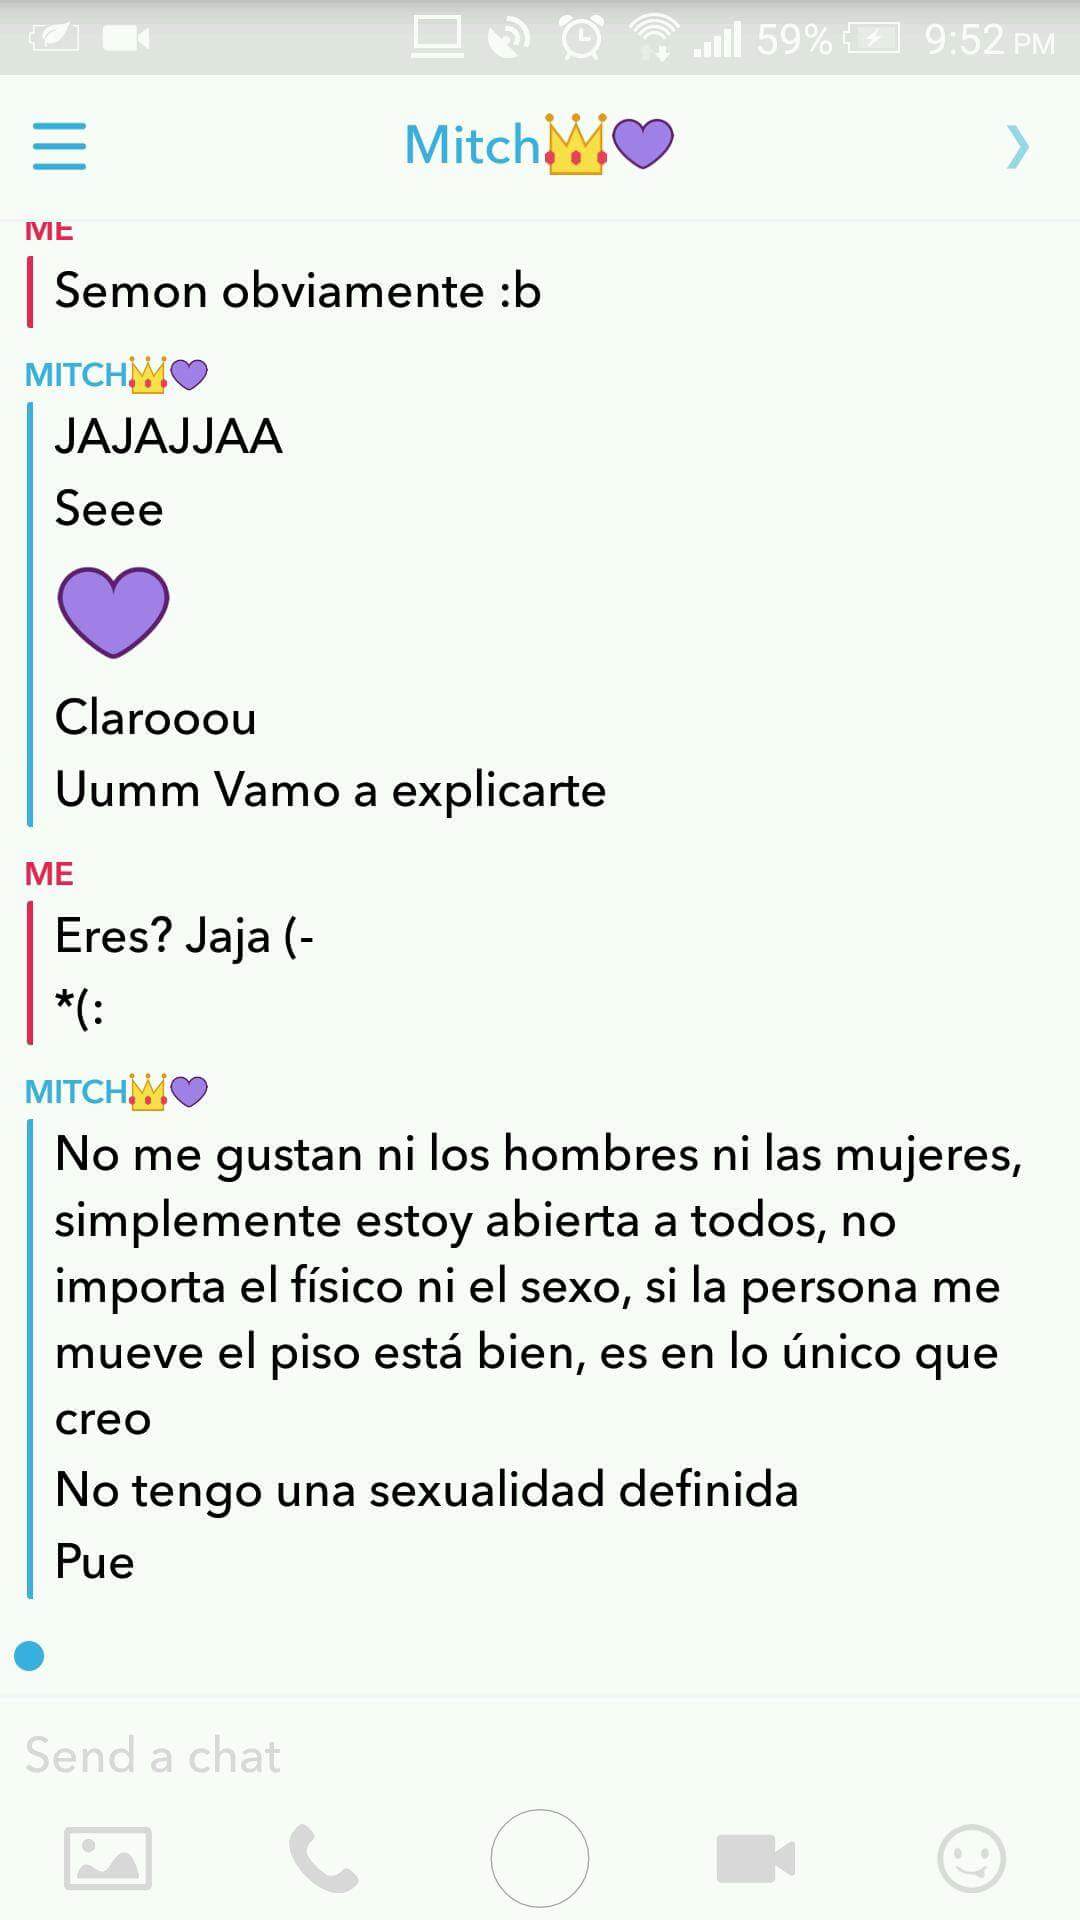 59% 9:52 PM
Mitch👑💜
ME
Semon obviamente :b
MITCH👑💜
JAJAJJAA
Seee
💜
Clarooou
Uumm Vamo a explicarte
ME
Eres? Jaja (-
*(:
MITCH👑💜
No me gustan ni los hombres ni las mujeres,
simplemente estoy abierta a todos, no
importa el físico ni el sexo, si la persona me
mueve el piso está bien, es en lo único que
creo
No tengo una sexualidad definida
Pue
Send a chat